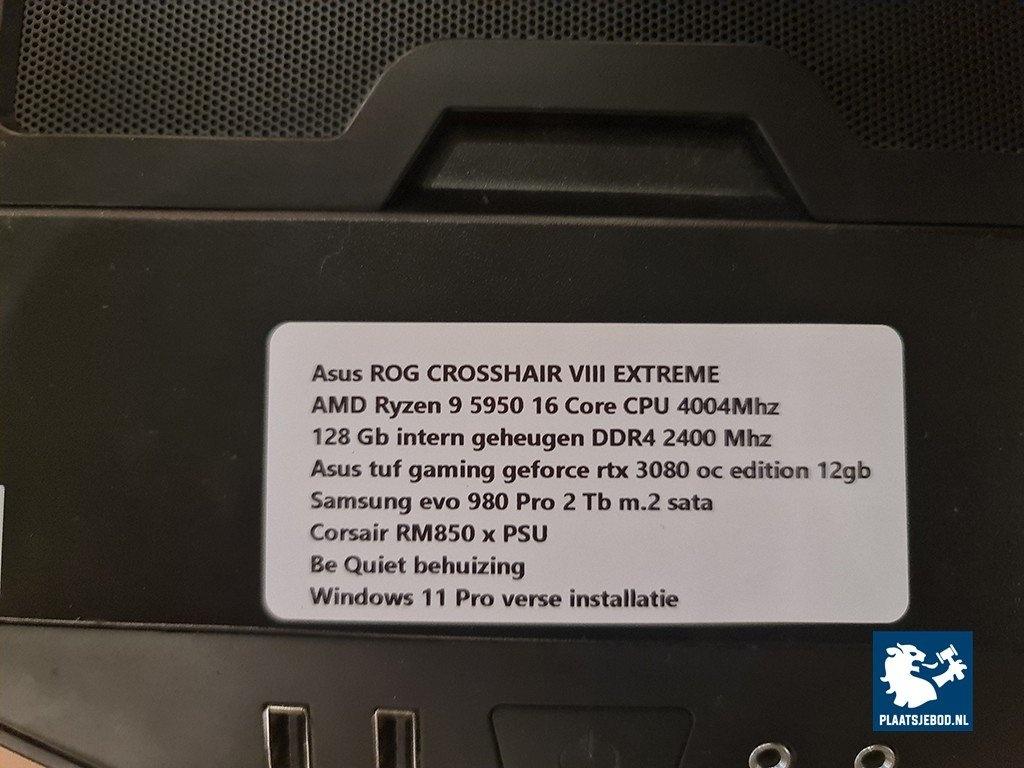 Asus ROG CROSSHAIR VIII EXTREME
AMD Ryzen 9 5950 16 Core CPU 4004Mhz
128 Gb intern geheugen DDR4 2400 Mhz
Asus tuf gaming geforce rtx 3080 oc edition 12gb
Samsung evo 980 Pro 2 Tb m.2 sata
Corsair RM850 x PSU
Be Quiet behuizing
Windows 11 Pro verse installatie
PLAATSJEBOD.NL